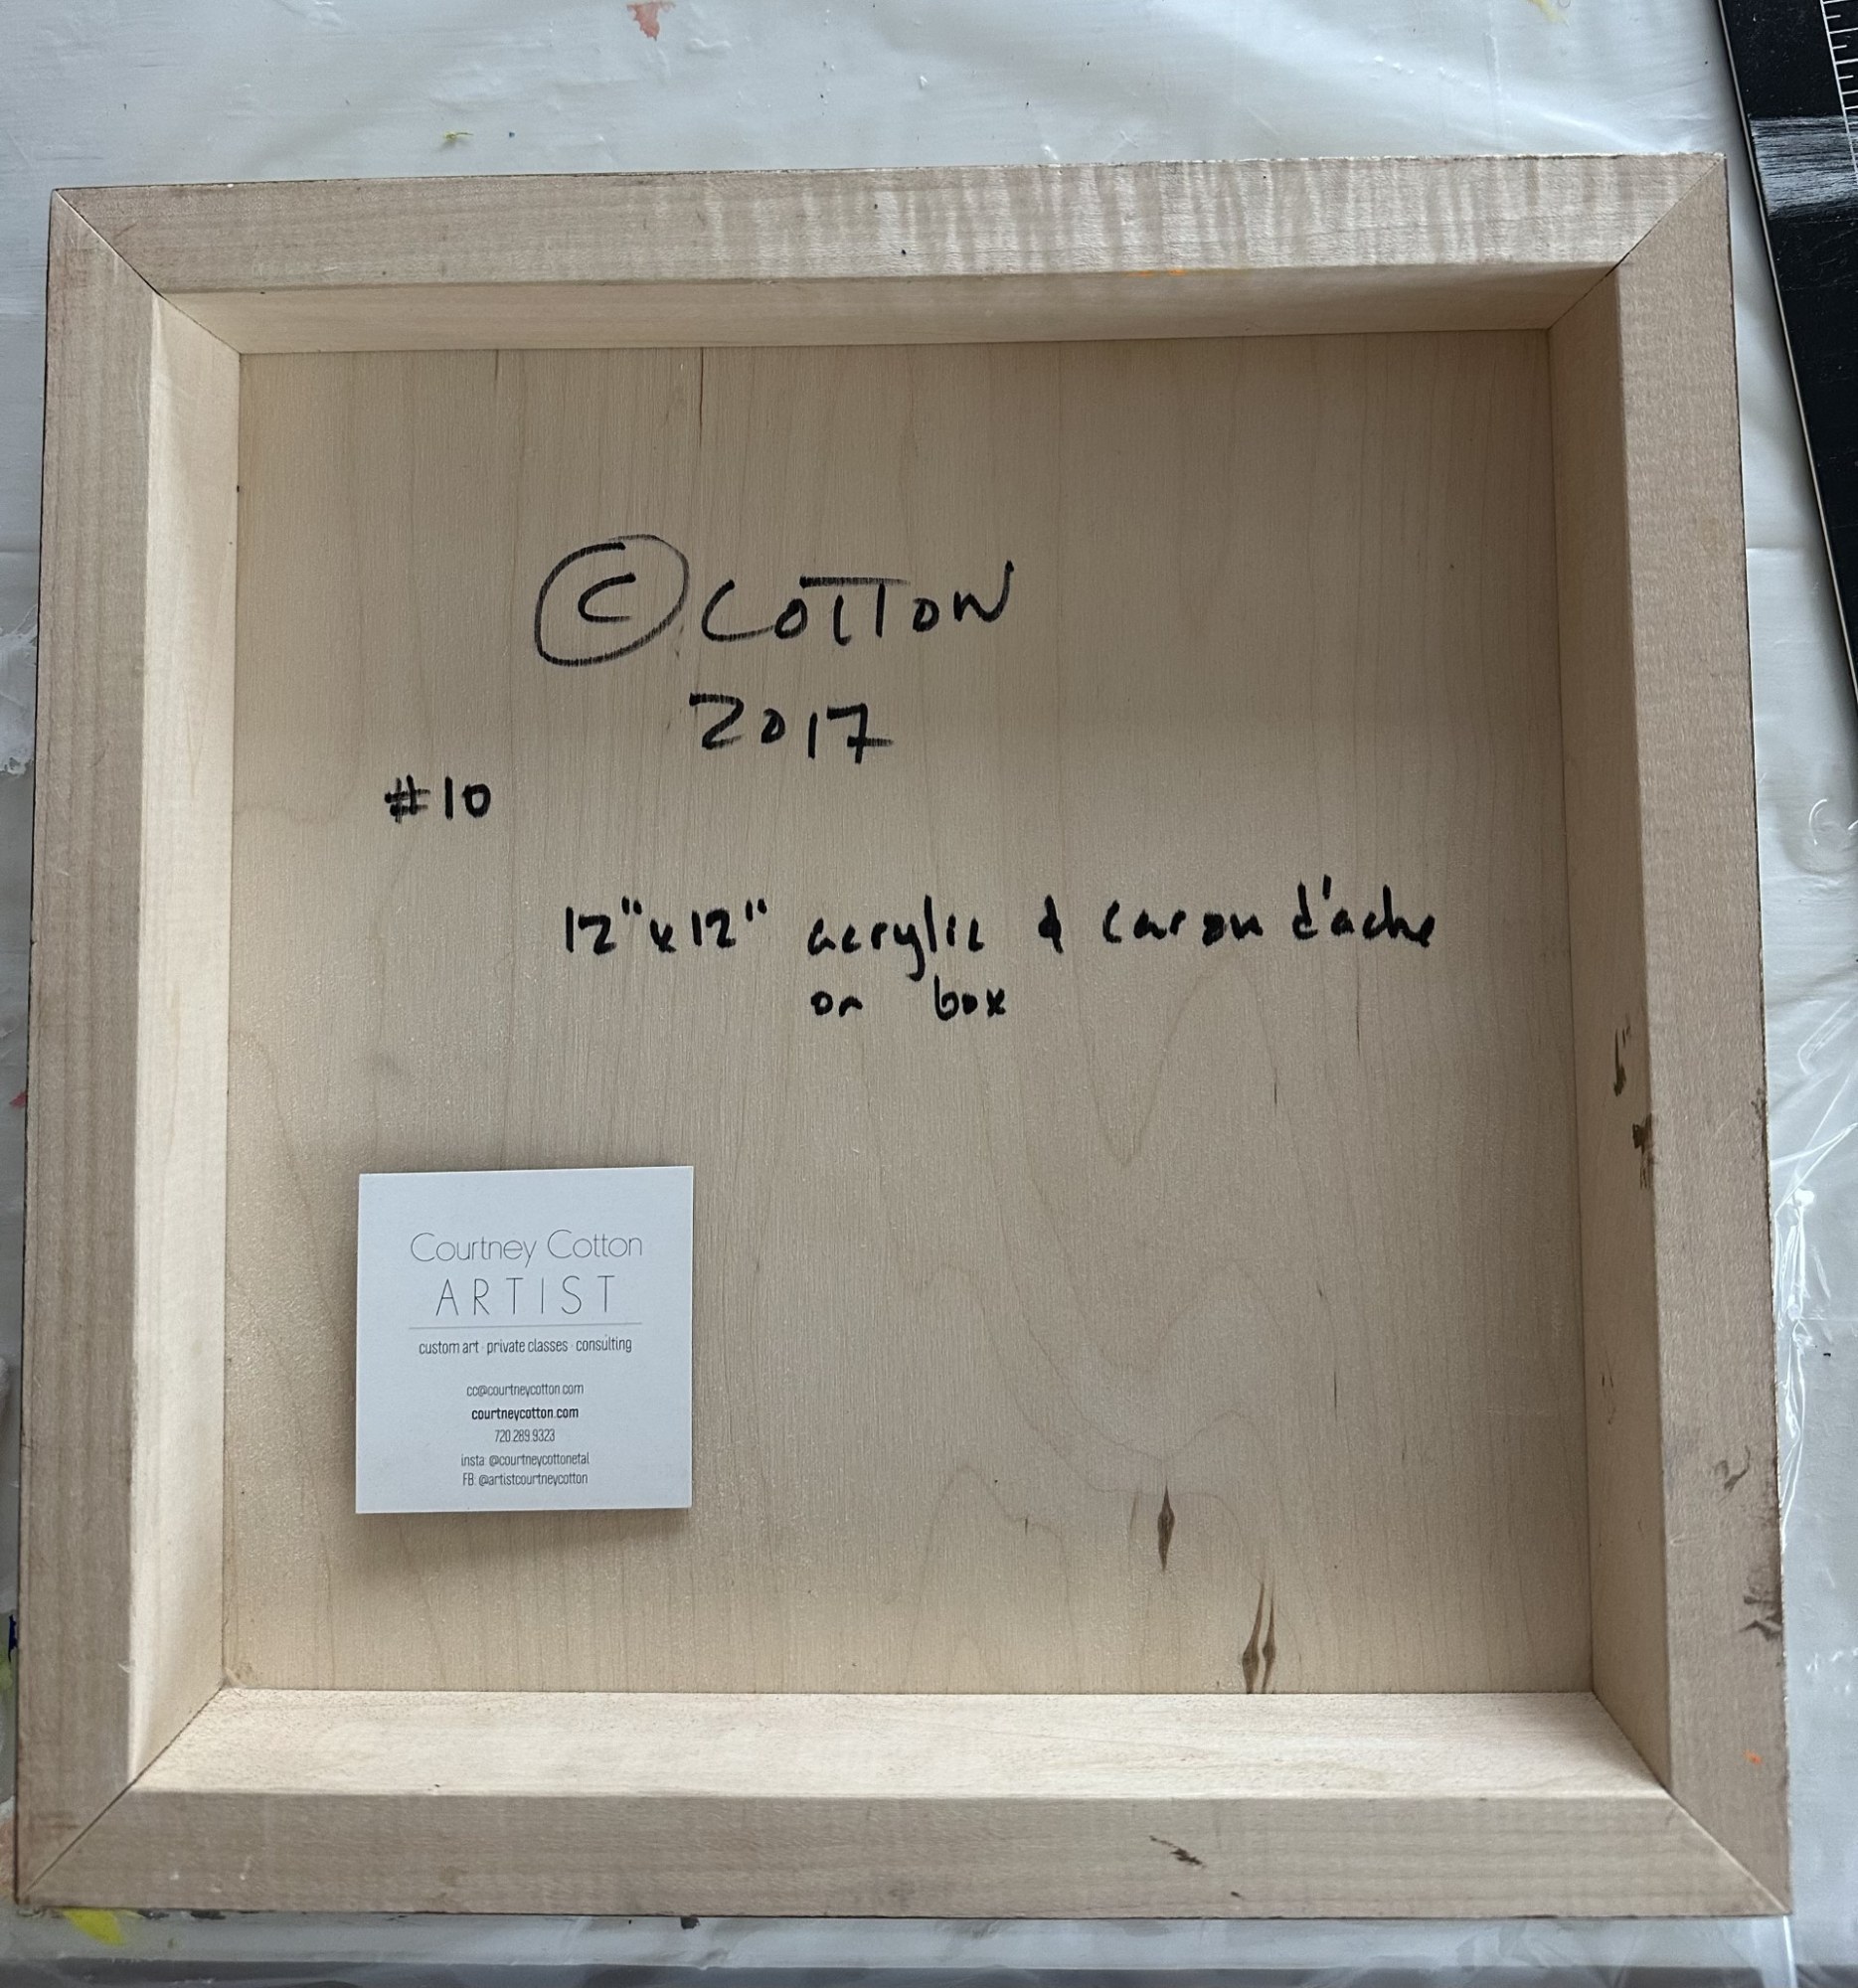 © COTTON
2017
#10
12" x 12" acrylic & caran d'ache
on box
Courtney Cotton
ARTIST
custom art · private classes · consulting
cc@courtneycotton.com
courtneycotton.com
720 289 9323
insta: @courtneycottonetal
FB: @artistcourtneycotton